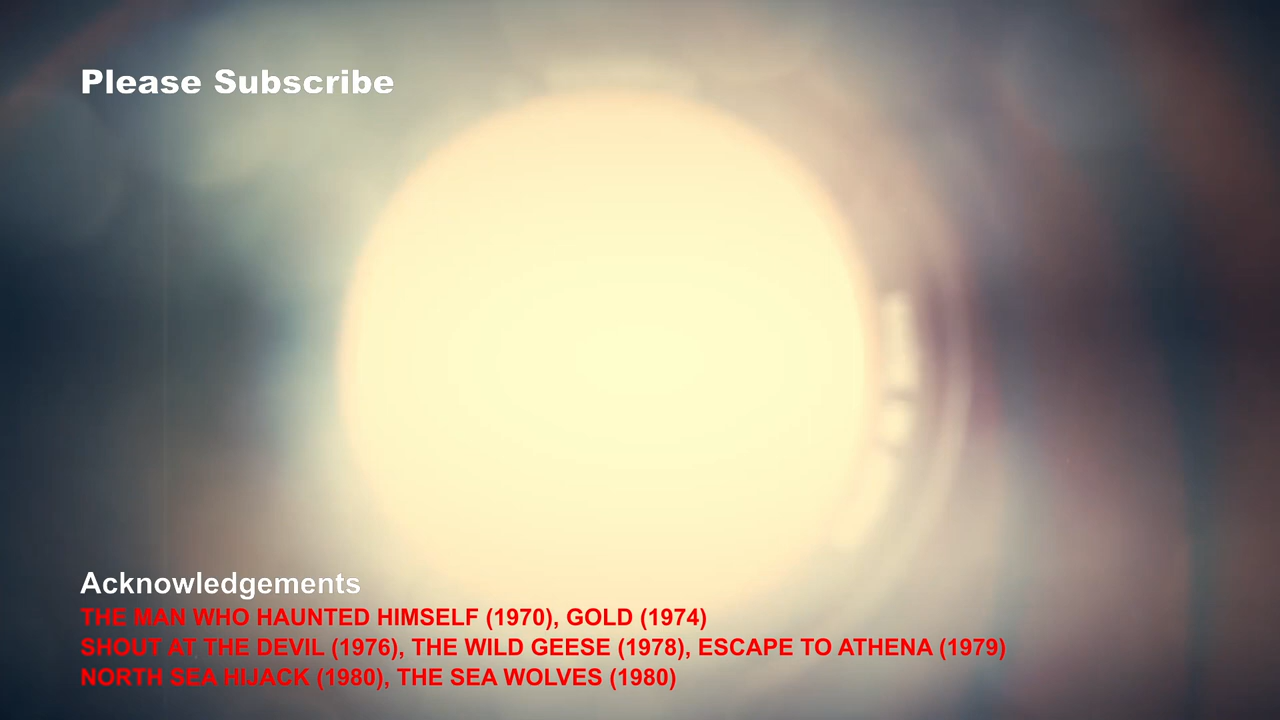 Please Subscribe
Acknowledgements
THE MAN WHO HAUNTED HIMSELF (1970), GOLD (1974)
SHOUT AT THE DEVIL (1976), THE WILD GEESE (1978), ESCAPE TO ATHENA (1979)
NORTH SEA HIJACK (1980), THE SEA WOLVES (1980)